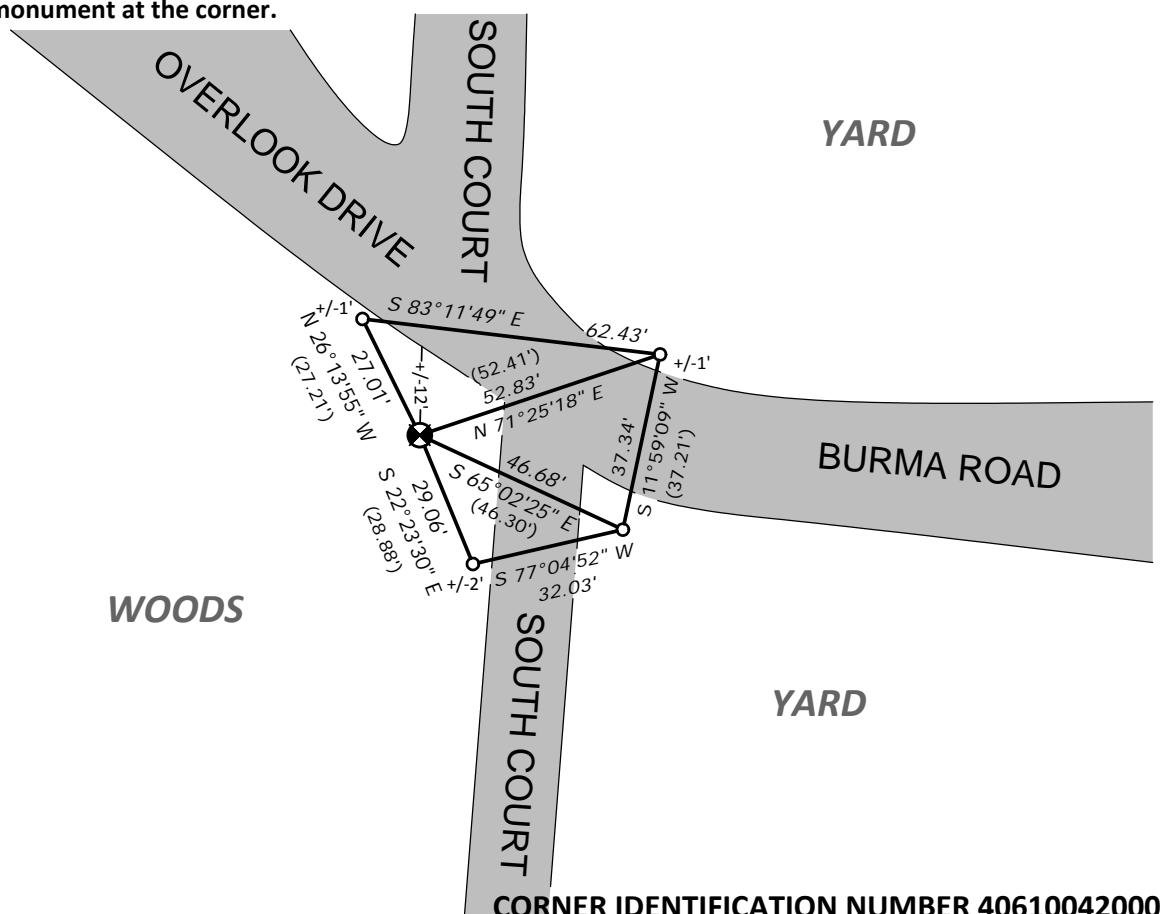 monument at the corner.
SOUTH COURT
OVERLOOK DRIVE
YARD
+/-1'
S 83°11'49" E
62.43'
N 26°13'55" W
27.01'
(27.21')
+/-12'
(52.41')
52.83'
N 71°25'18" E
+/-1'
37.34'
S 11°59'09" W
(37.21')
BURMA ROAD
46.68'
S 65°02'25" E
(46.30')
29.06'
S 22°23'30" E
(28.88')
+/-2'
S 77°04'52" W
32.03'
WOODS
SOUTH COURT
YARD
CORNER IDENTIFICATION NUMBER 40610042000